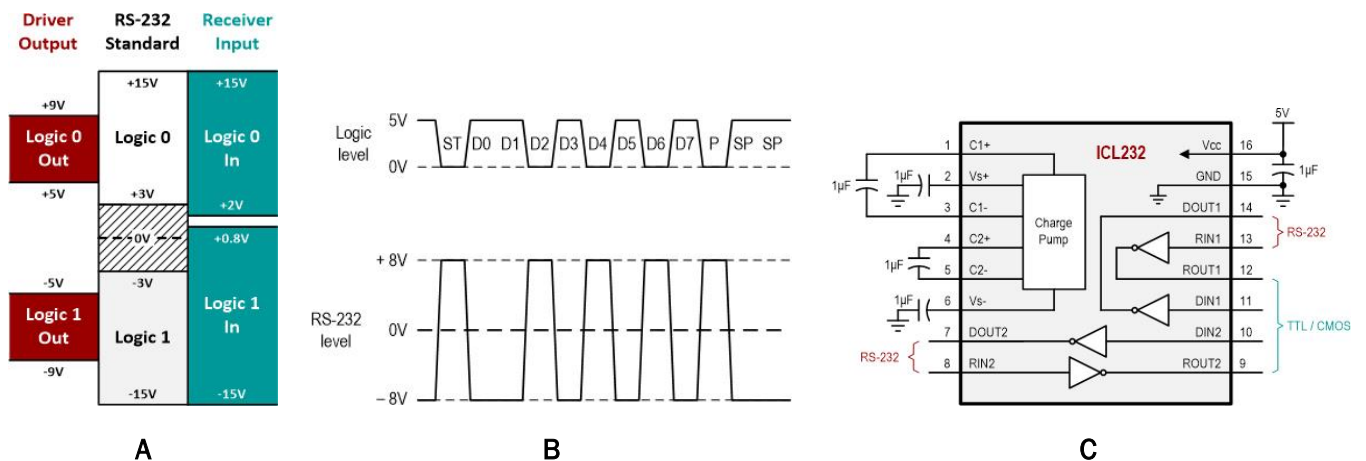 Driver
Output
RS-232
Standard
Receiver
Input
+9V
Logic 0
Out
+5V
-5V
Logic 1
Out
-9V
+15V
Logic 0
+3V
0V
-3V
Logic 1
-15V
+15V
Logic 0
In
+2V
+0.8V
Logic 1
In
-15V
A
Logic
level
5V
0V
ST D0 D1 D2 D3 D4 D5 D6 D7 P SP SP
RS-232
level
+ 8V
0V
– 8V
B
ICL232
5V
1 C1+
1µF
2 Vs+
1µF
3 C1-
4 C2+
1µF
5 C2-
1µF
6 Vs-
7 DOUT2
RS-232
8 RIN2
Charge
Pump
Vcc 16
GND 15
1µF
DOUT1 14
RS-232
RIN1 13
ROUT1 12
DIN1 11
TTL / CMOS
DIN2 10
ROUT2 9
C